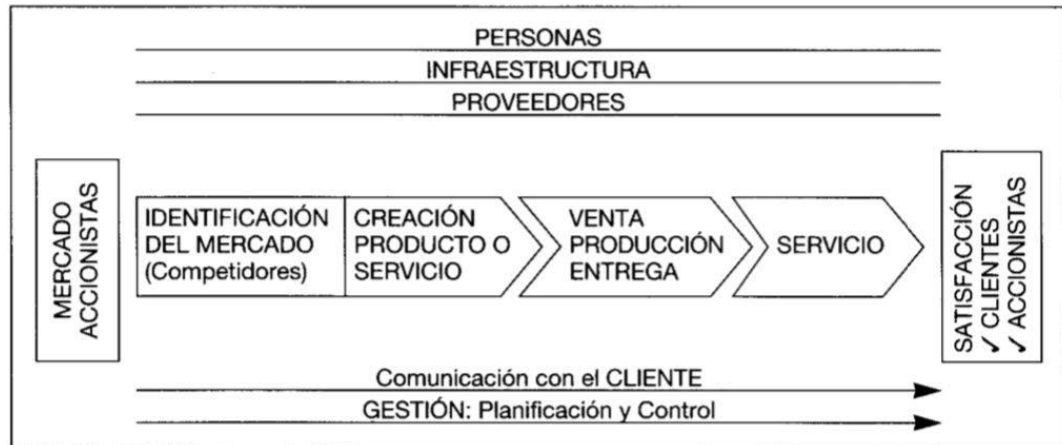 PERSONAS
INFRAESTRUCTURA
PROVEEDORES
MERCADO
ACCIONISTAS
IDENTIFICACIÓN
DEL MERCADO
(Competidores)
CREACIÓN
PRODUCTO O
SERVICIO
VENTA
PRODUCCIÓN
ENTREGA
SERVICIO
SATISFACCIÓN
✓ CLIENTES
✓ ACCIONISTAS
Comunicación con el CLIENTE
GESTIÓN: Planificación y Control